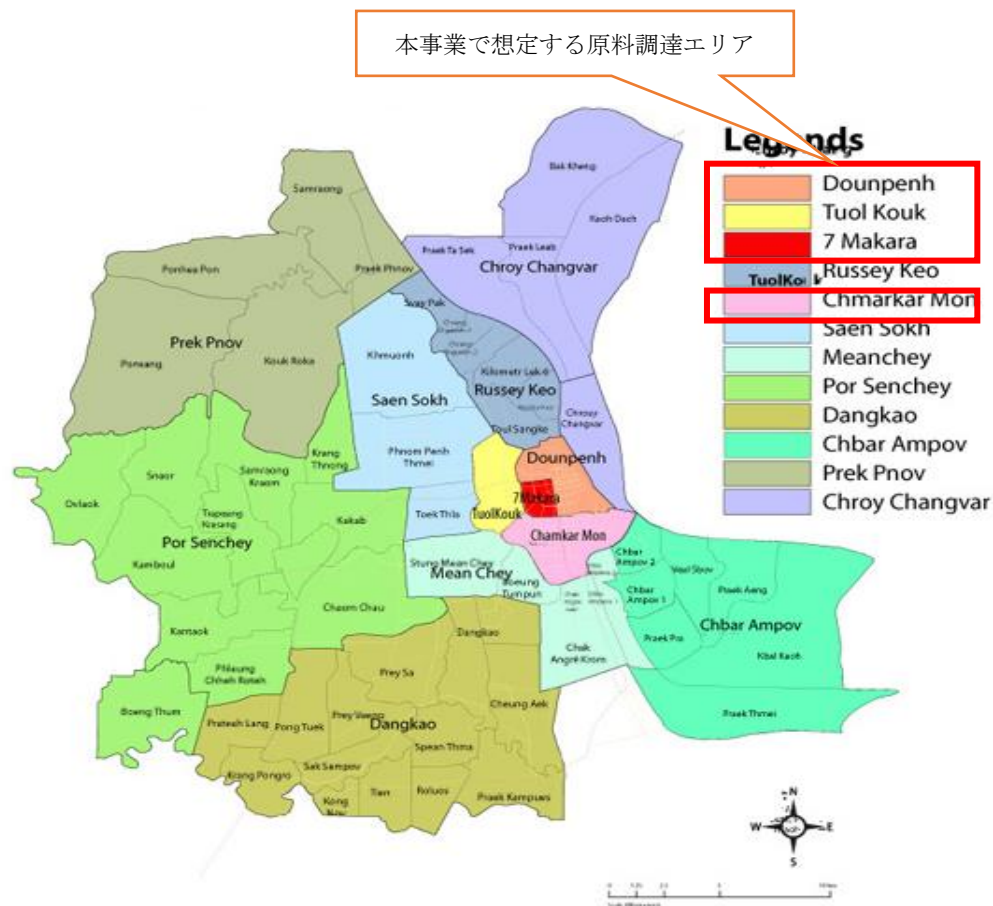 本事業で想定する原料調達エリア
Legends
Dounpenh
Tuol Kouk
7 Makara
Russey Keo
TuolKo
Chmarkar Mon
Saen Sokh
Meanchey
Por Senchey
Dangkao
Chbar Ampov
Prek Pnov
Chroy Changvar
Bak Kheng
Samraong
Kaoh Dach
Praek Ta Sek
Praek Leab
Chroy Changvar
Ponhea Pon
Praek Phnov
Svay Pak
Prek Pnov
Khmuonh
Ponsang
Kouk Roka
Kilometr Lek 6
Russey Keo
Saen Sokh
Chrouy
Changvar
Toul Sangke
Krang
Thnong
Phnom Penh
Thmei
Dounpenh
Snaor
Samraong
Kraom
7Makara
Ovlaok
Trapeang
Krasang
Kakab
Toek Thla
TuolKouk
Chamkar Mon
Por Senchey
Kamboul
Stung Mean Chey
Mean Chey
Boeung
Tumpun
Chbar
Ampov 2
Veal Sbov
Praek Aeng
Chbar
Ampov 1
Chaom Chau
Chbar Ampov
Kantaok
Dangkao
Praek Pra
Chak
Angre Krom
Kbal Kaoh
Phleung
Chheh Roteh
Prey Sa
Boeng Thum
Cheung Aek
Praek Thmei
Prateah Lang
Pong Tuek
Prey Veaeng
Dangkao
Spean Thma
Krang Pongro
Sak Sampov
Tien
Roluos
Praek Kampues
Kong
Noy
N
W
E
S